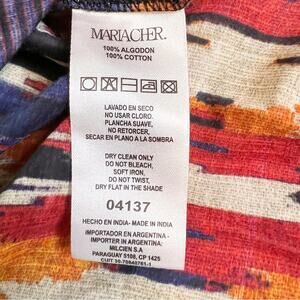 MARIACHER.
100% ALGODON
100% COTTON
LAVADO EN SECO
NO USAR CLORO.
PLANCHA SUAVE,
NO RETORCER,
SECAR EN PLANO A LA SOMBRA
DRY CLEAN ONLY
DO NOT BLEACH,
SOFT IRON,
DO NOT TWIST,
DRY FLAT IN THE SHADE
04137
HECHO EN INDIA- MADE IN INDIA
IMPORTADOR EN ARGENTINA -
IMPORTER IN ARGENTINA:
MILCIEN S.A
PARAGUAY 5108, CP 1425